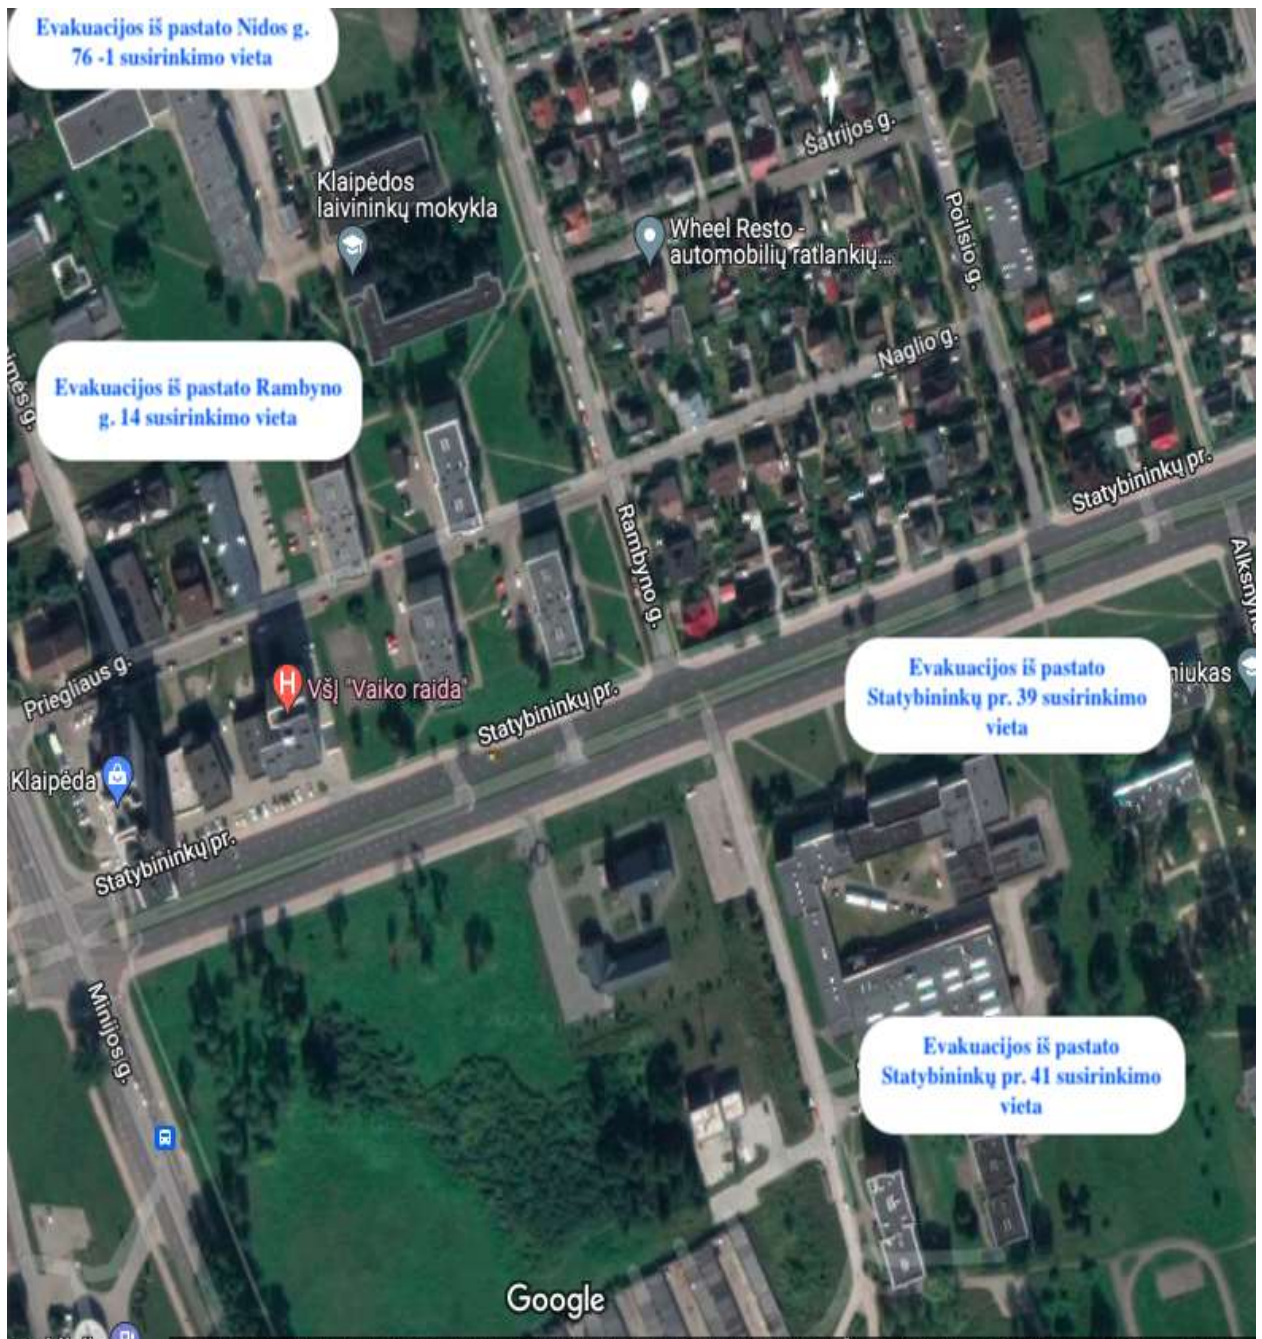 Evakuacijos iš pastato Nidos g.
76 -1 susirinkimo vieta
Šatrijos g.
Klaipėdos
laivininkų mokykla
Poilsio g.
Wheel Resto -
automobilių ratlankių...
Naglio g.
Evakuacijos iš pastato Rambyno
g. 14 susirinkimo vieta
imės g.
Statybininkų pr.
Rambyno g.
Alksnyn
Evakuacijos iš pastato
Statybininkų pr. 39 susirinkimo
vieta
niukas
Priegliaus g.
VšĮ "Vaiko raida"
Statybininkų pr.
Klaipėda
Statybininkų pr.
Minijos g.
Evakuacijos iš pastato
Statybininkų pr. 41 susirinkimo
vieta
Google